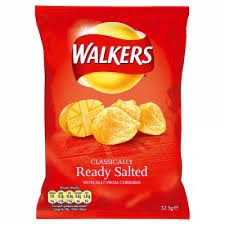 WALKERS
CLASSICALLY
Ready Salted
WITH SALT FROM CHESHIRE
32.5g e